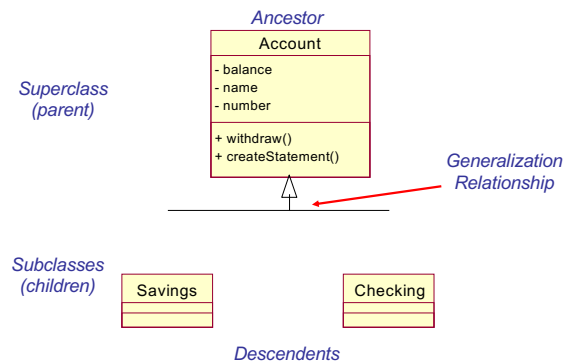 Ancestor
Account
- balance
- name
- number
+ withdraw()
+ createStatement()
Superclass
(parent)
Generalization
Relationship
Subclasses
(children)
Savings
Checking
Descendents